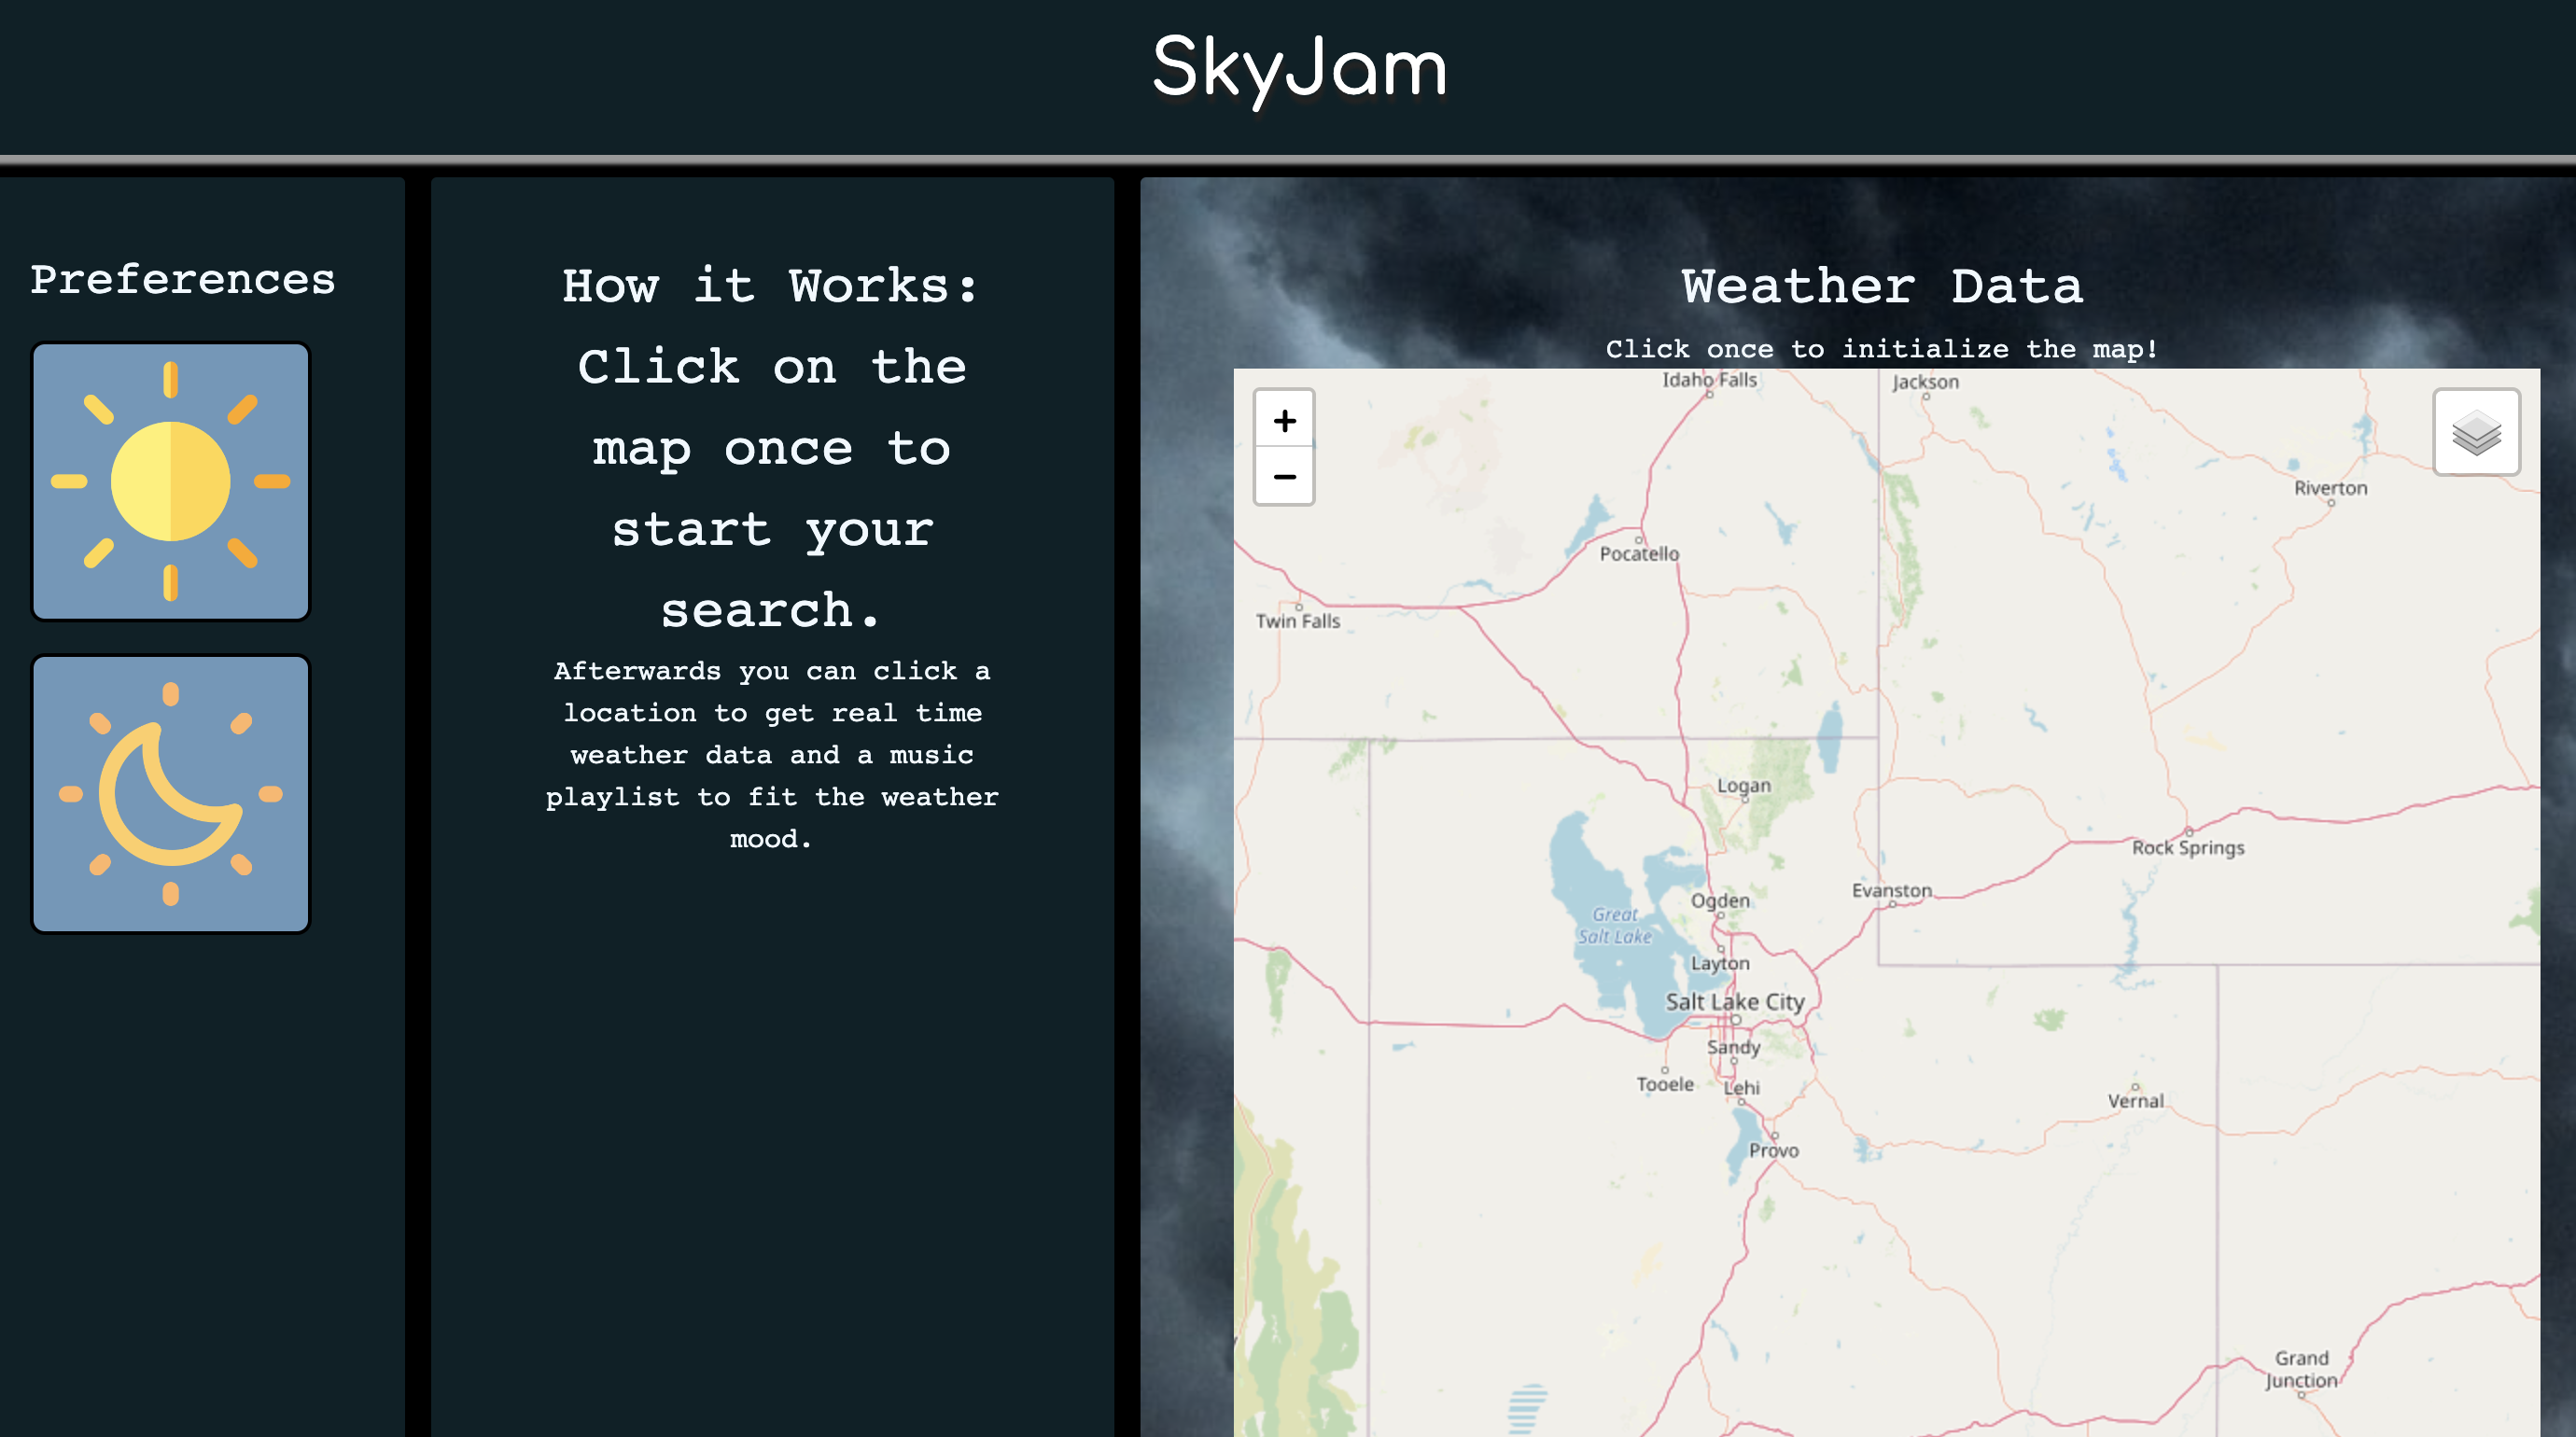 SkyJam
Preferences
How it Works:
Click on the
map once to
start your
search.
Afterwards you can click a
location to get real time
weather data and a music
playlist to fit the weather
mood.
Weather Data
Click once to initialize the map!
+
−
Idaho Falls
Jackson
Riverton
Pocatello
Twin Falls
Logan
Rock Springs
Evanston
Ogden
Great
Salt Lake
Layton
Salt Lake City
Sandy
Tooele
Lehi
Vernal
Provo
Grand
Junction